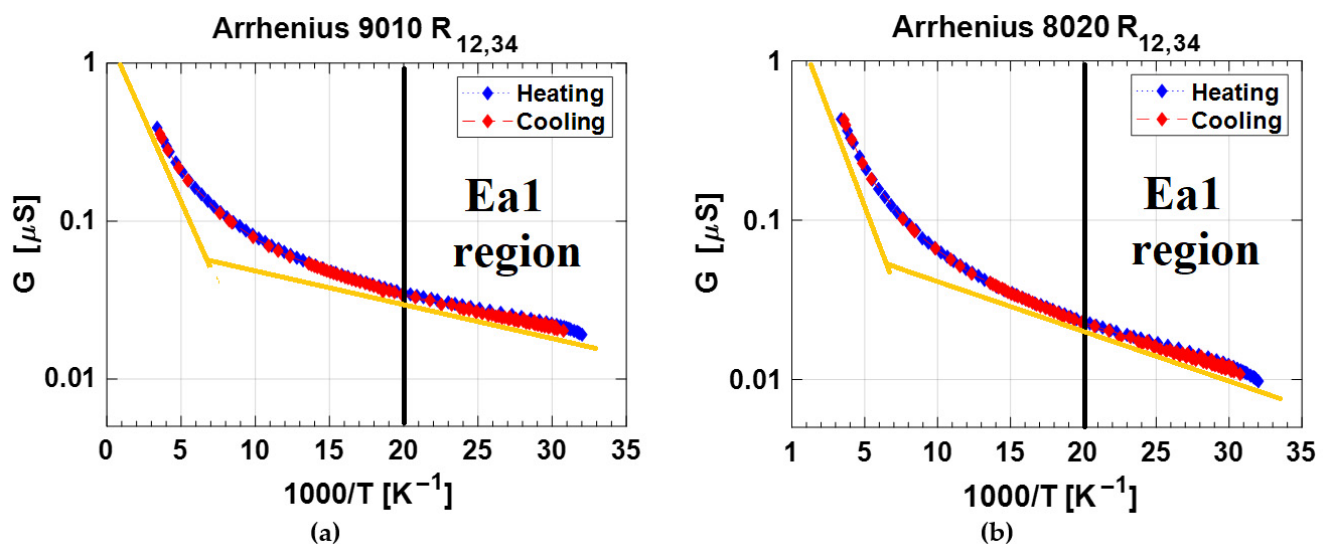 Arrhenius 9010 R12,34
1
0.1
0.01
G [µS]
Heating
Cooling
Ea1
region
0
5
10
15
20
25
30
35
1000/T [K−1]
(a)
Arrhenius 8020 R12,34
1
0.1
0.01
G [µS]
Heating
Cooling
Ea1
region
1
5
10
15
20
25
30
35
1000/T [K−1]
(b)